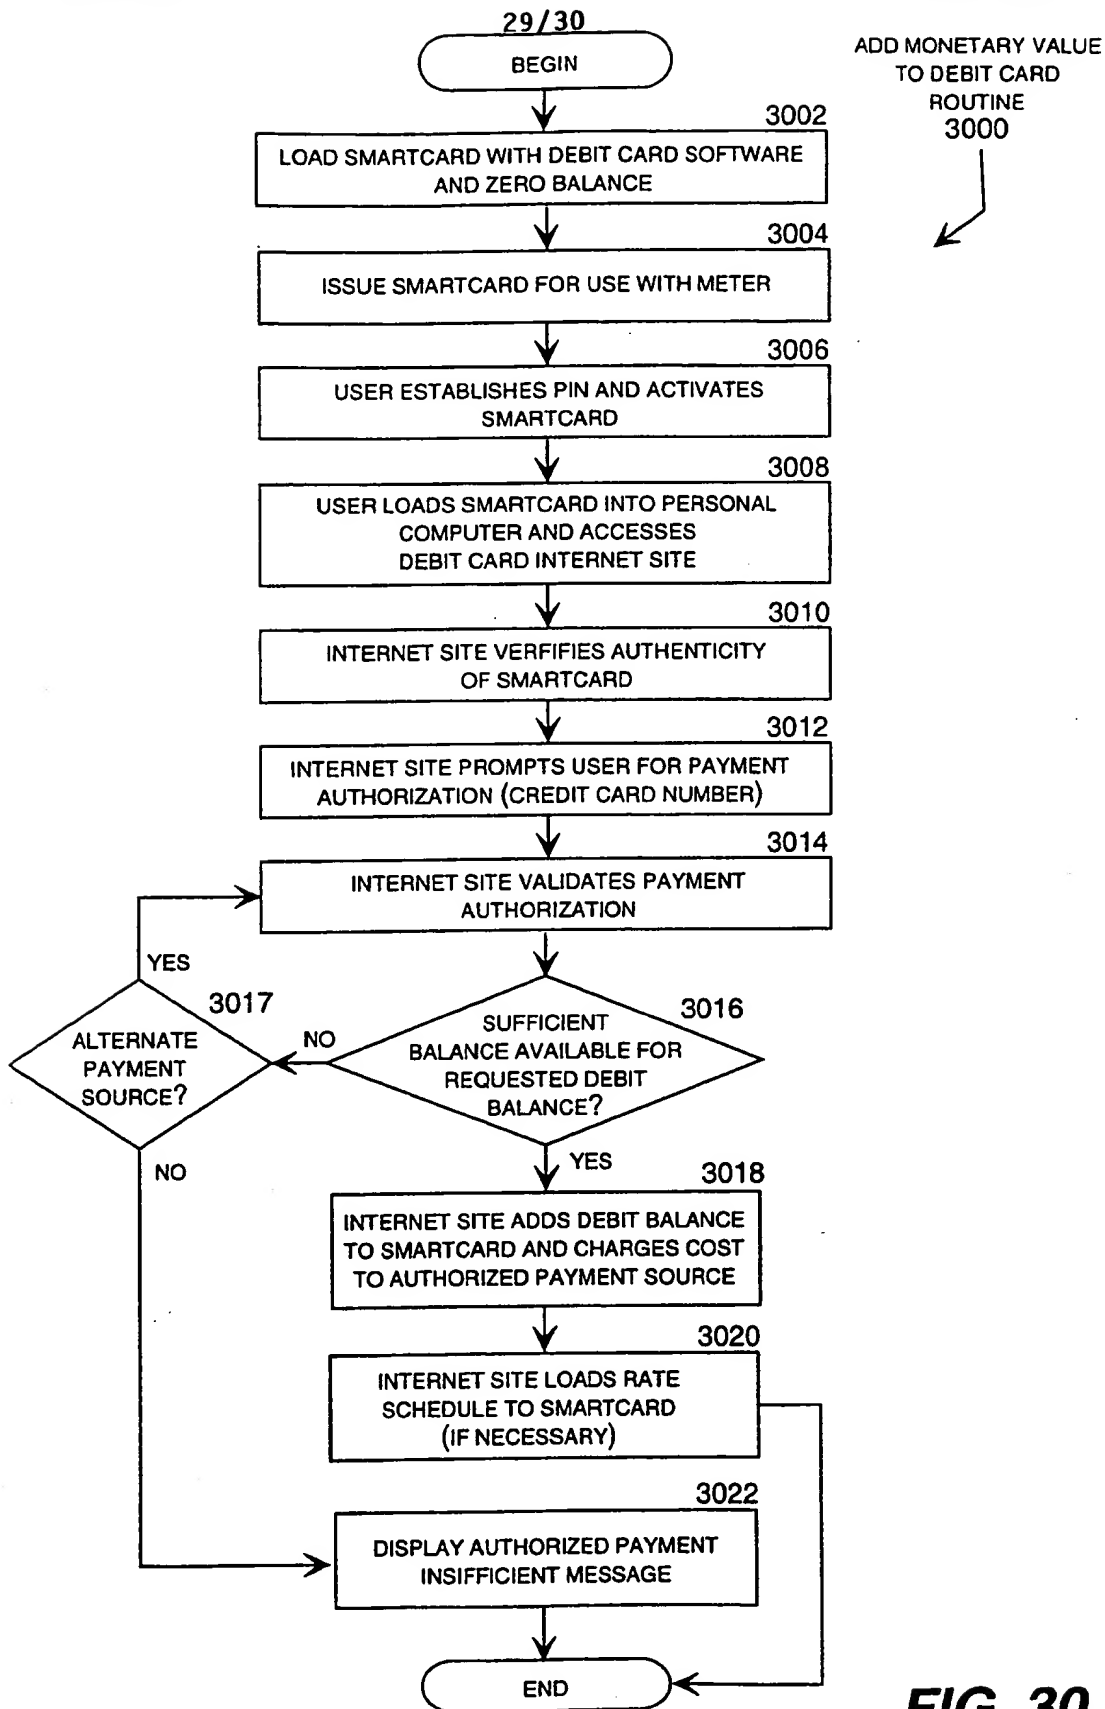 29/30
BEGIN
ADD MONETARY VALUE
TO DEBIT CARD
ROUTINE
3000
3002
LOAD SMARTCARD WITH DEBIT CARD SOFTWARE
AND ZERO BALANCE
3004
ISSUE SMARTCARD FOR USE WITH METER
3006
USER ESTABLISHES PIN AND ACTIVATES
SMARTCARD
3008
USER LOADS SMARTCARD INTO PERSONAL
COMPUTER AND ACCESSES
DEBIT CARD INTERNET SITE
3010
INTERNET SITE VERFIFIES AUTHENTICITY
OF SMARTCARD
3012
INTERNET SITE PROMPTS USER FOR PAYMENT
AUTHORIZATION (CREDIT CARD NUMBER)
3014
INTERNET SITE VALIDATES PAYMENT
AUTHORIZATION
YES
3017
ALTERNATE
PAYMENT
SOURCE?
NO
NO
3016
SUFFICIENT
BALANCE AVAILABLE FOR
REQUESTED DEBIT
BALANCE?
YES
3018
INTERNET SITE ADDS DEBIT BALANCE
TO SMARTCARD AND CHARGES COST
TO AUTHORIZED PAYMENT SOURCE
3020
INTERNET SITE LOADS RATE
SCHEDULE TO SMARTCARD
(IF NECESSARY)
3022
DISPLAY AUTHORIZED PAYMENT
INSIFFICIENT MESSAGE
END
FIG. 30